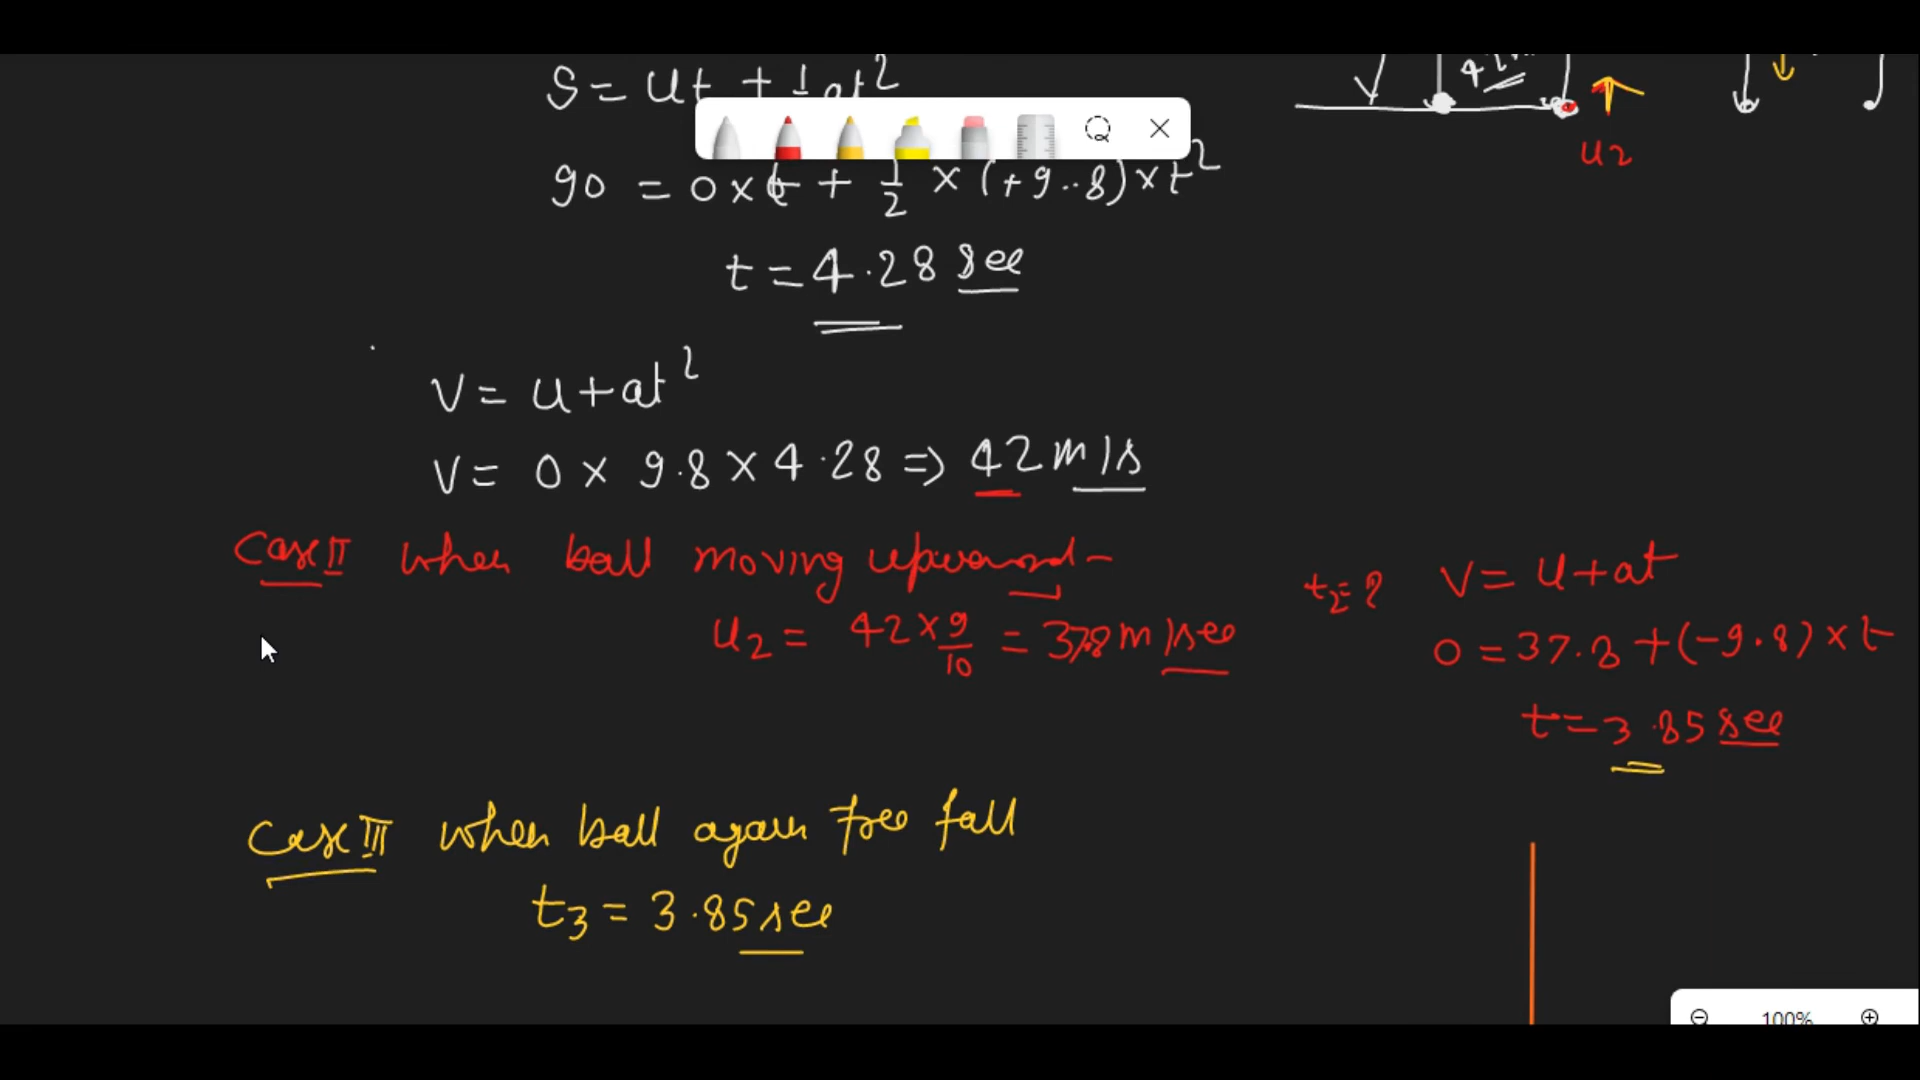 S = ut + 1 at²
90 = 0 × t + 1/2 × (+9.8) × t²
t = 4.28 sec
V = u + at²
V = 0 × 9.8 × 4.28 ⇒ 42 m/s
Case II when ball moving upward -
u2 = 42 × 9/10 = 37.8 m/sec
Case III when ball again free fall
t3 = 3.85 sec
u2
t2 = ?
V = u + at
0 = 37.8 + (-9.8) × t
t = 3.85 sec
100%